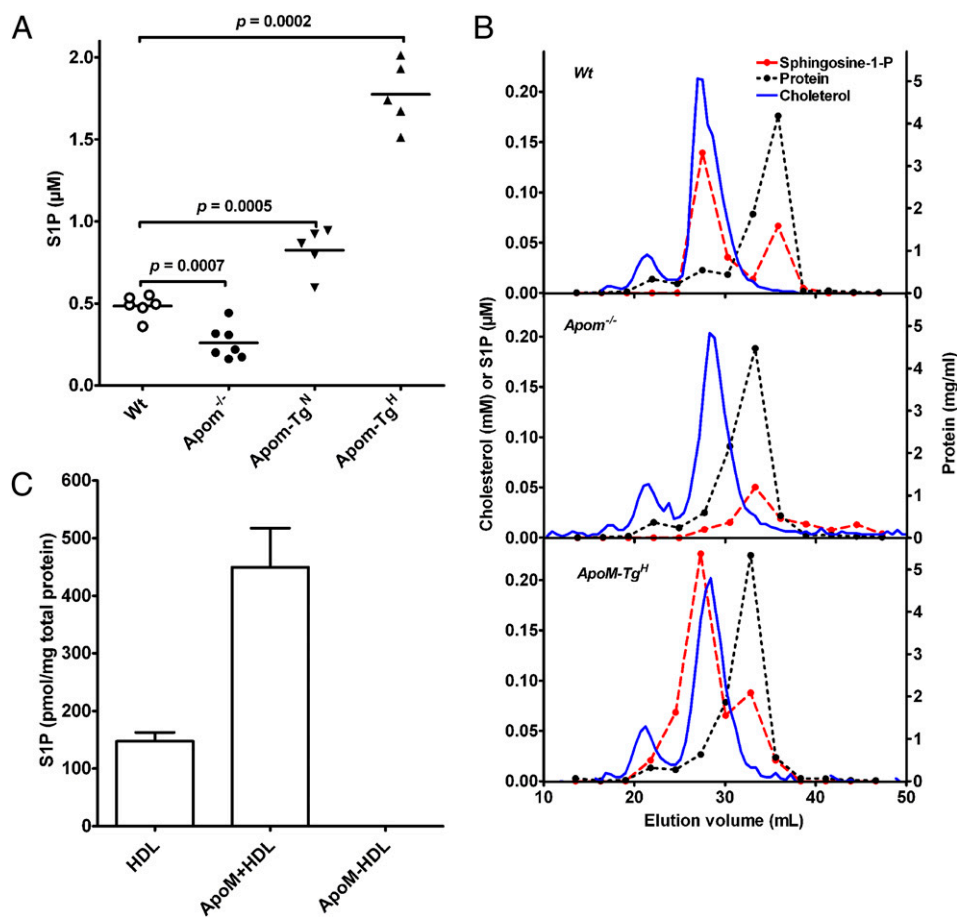 A
p = 0.0002
2.0
1.5
p = 0.0005
1.0
p = 0.0007
0.5
0.0
S1P (µM)
Wt
Apom-/-
Apom-TgN
Apom-TgH
B
Wt
Sphingosine-1-P
Protein
Choleterol
0.20
0.15
0.10
0.05
0.00
5
4
3
2
1
0
Apom-/-
0.20
0.15
0.10
0.05
0.00
5
4
3
2
1
0
Cholesterol (mM) or S1P (µM)
Protein (mg/ml)
ApoM-TgH
0.20
0.15
0.10
0.05
0.00
5
4
3
2
1
0
10
20
30
40
50
Elution volume (mL)
C
600
500
400
300
200
100
0
S1P (pmol/mg total protein)
HDL
ApoM+HDL
ApoM-HDL